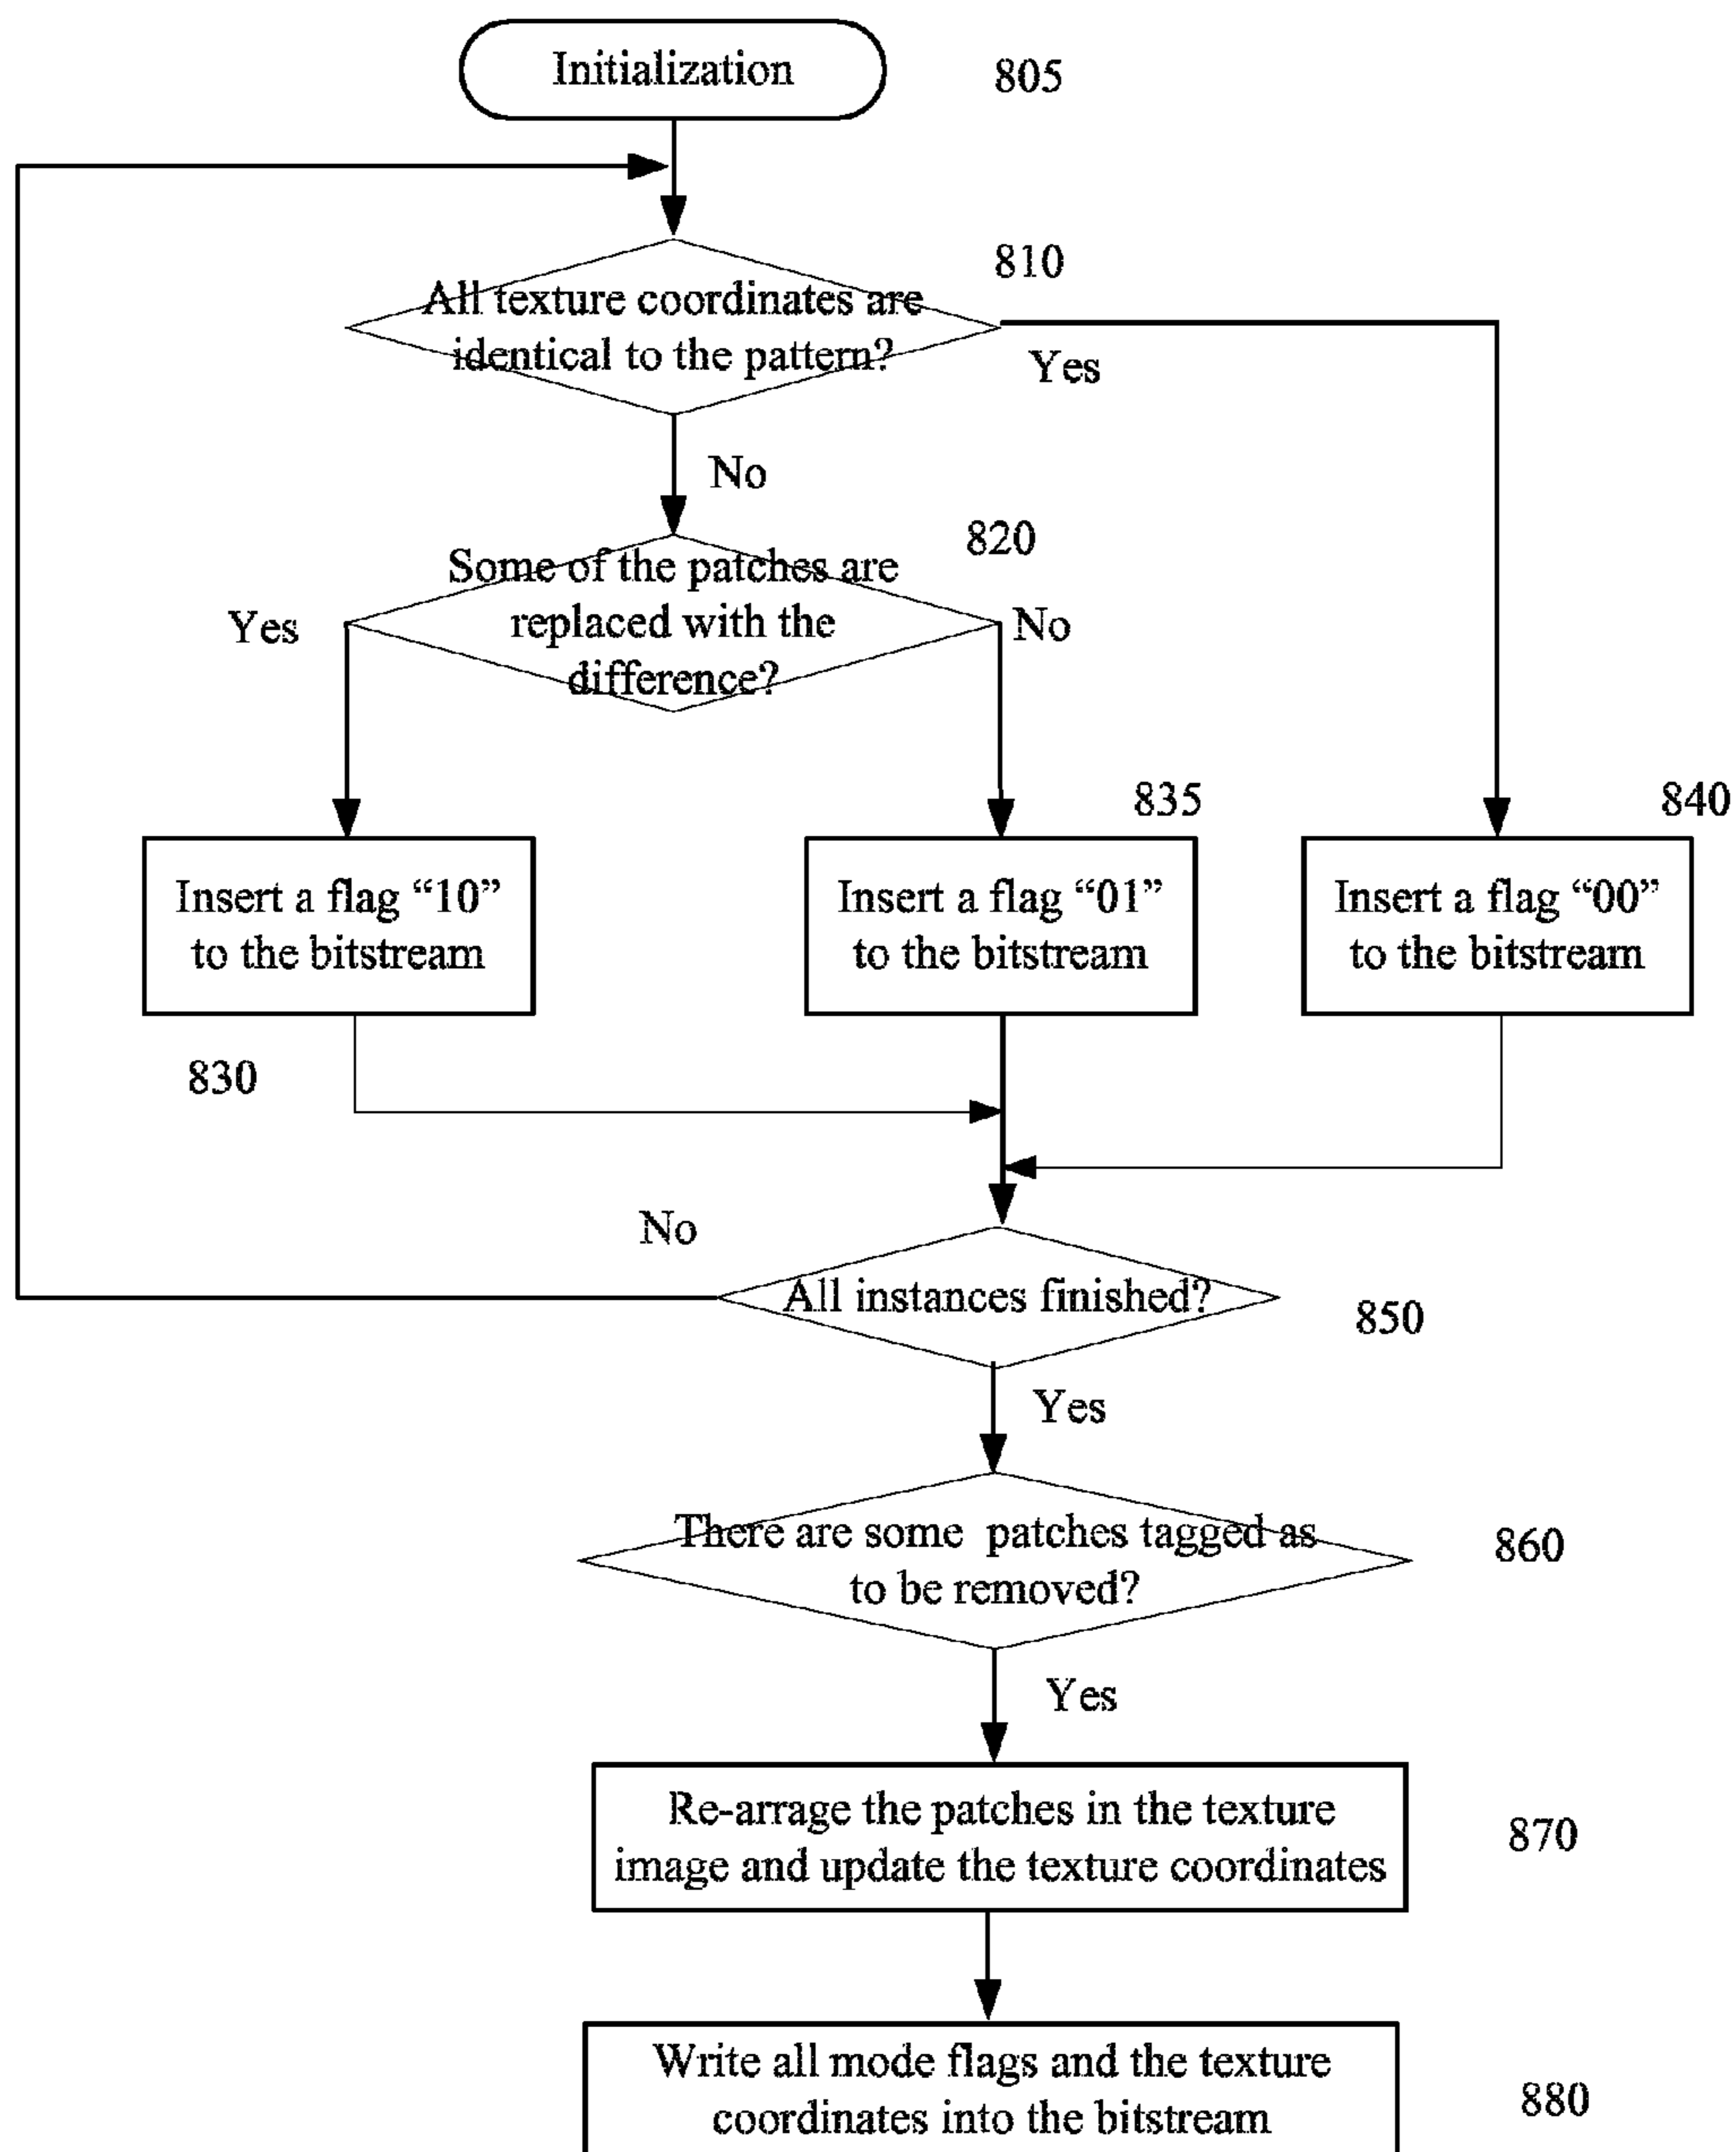 Initialization
805
810
All texture coordinates are
identical to the pattern?
Yes
No
820
Some of the patches are
replaced with the
difference?
Yes
No
835
840
Insert a flag “10”
to the bitstream
Insert a flag “01”
to the bitstream
Insert a flag “00”
to the bitstream
830
No
All instances finished?
850
Yes
There are some patches tagged as
to be removed?
860
Yes
Re-arrage the patches in the texture
image and update the texture coordinates
870
Write all mode flags and the texture
coordinates into the bitstream
880